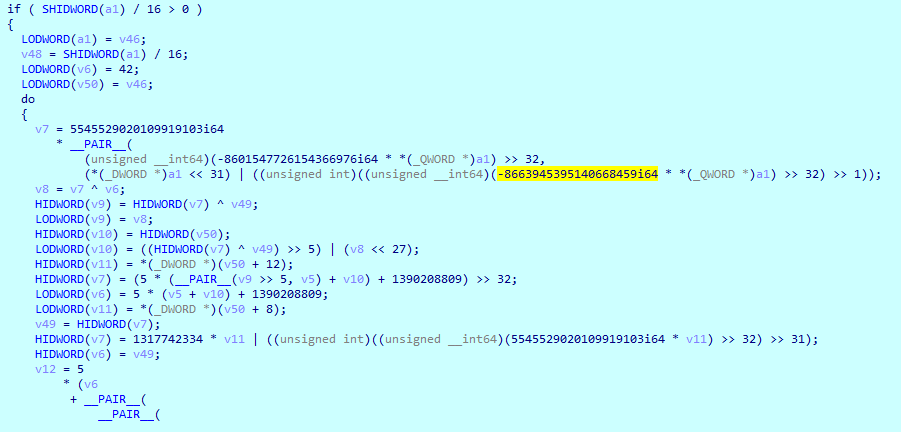 if ( SHIDWORD(a1) / 16 > 0 )
{
LODWORD(a1) = v46;
v48 = SHIDWORD(a1) / 16;
LODWORD(v6) = 42;
LODWORD(v50) = v46;
do
{
v7 = 5545529020109919103i64
* __PAIR__(
(unsigned __int64)(-8601547726154366976i64 * *(_QWORD *)a1) >> 32,
(*(_DWORD *)a1 << 31) | ((unsigned int)((unsigned __int64)(-8663945395140668459i64 * *(_QWORD *)a1) >> 32) >> 1));
v8 = v7 ^ v6;
HIDWORD(v9) = HIDWORD(v7) ^ v49;
LODWORD(v9) = v8;
HIDWORD(v10) = HIDWORD(v50);
LODWORD(v10) = ((HIDWORD(v7) ^ v49) >> 5) | (v8 << 27);
HIDWORD(v11) = *(_DWORD *)(v50 + 12);
HIDWORD(v7) = (5 * (__PAIR__(v9 >> 5, v5) + v10) + 1390208809) >> 32;
LODWORD(v6) = 5 * (v5 + v10) + 1390208809;
LODWORD(v11) = *(_DWORD *)(v50 + 8);
v49 = HIDWORD(v7);
HIDWORD(v7) = 1317742334 * v11 | ((unsigned int)((unsigned __int64)(5545529020109919103i64 * v11) >> 32) >> 31);
HIDWORD(v6) = v49;
v12 = 5
* (v6
+ __PAIR__(
__PAIR__(